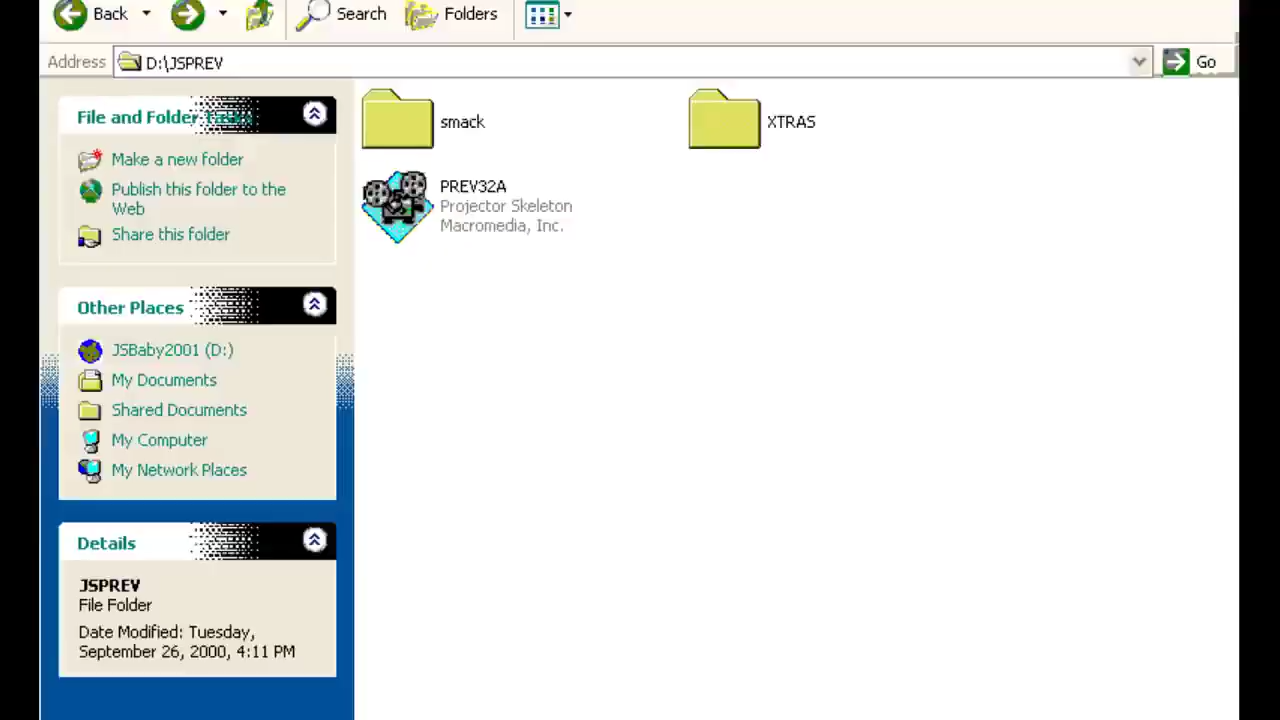 Back
Search
Folders
Address
D:\JSPREV
Go
File and Folder Tasks
Make a new folder
Publish this folder to the
Web
Share this folder
Other Places
JSBaby2001 (D:)
My Documents
Shared Documents
My Computer
My Network Places
Details
JSPREV
File Folder
Date Modified: Tuesday,
September 26, 2000, 4:11 PM
smack
XTRAS
PREV32A
Projector Skeleton
Macromedia, Inc.